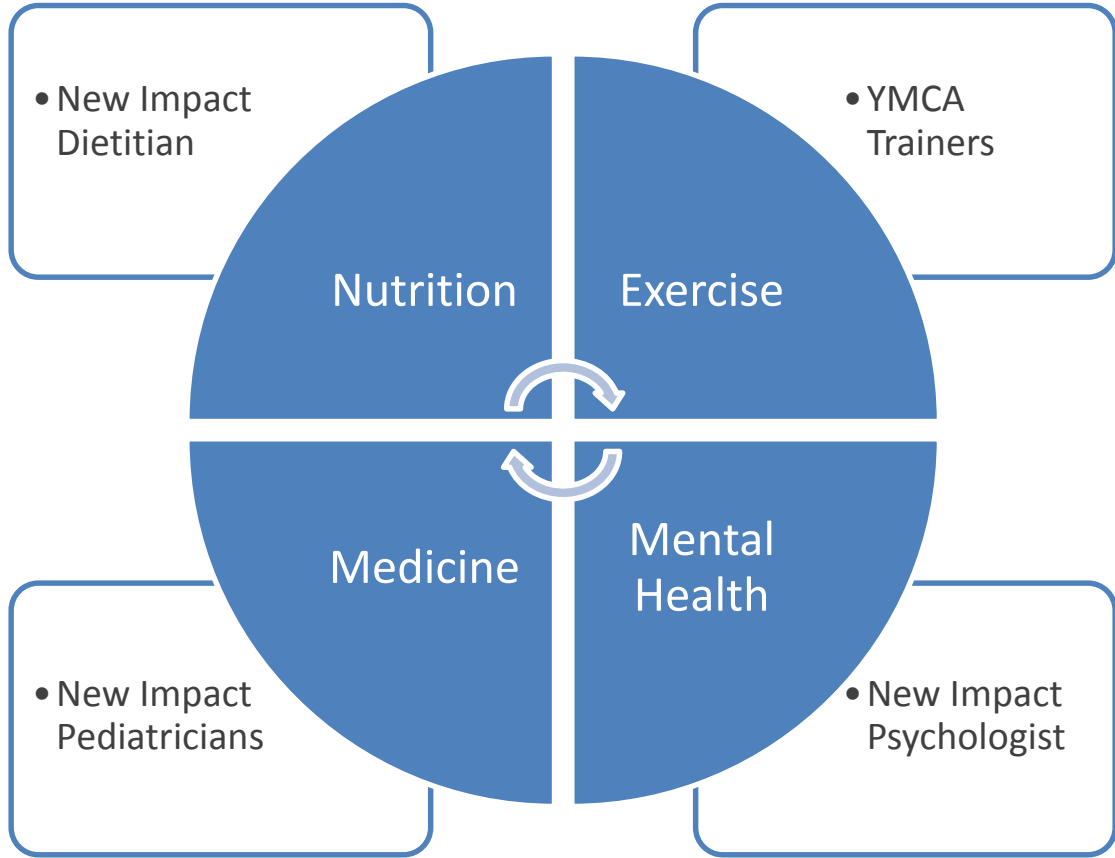 • New Impact
Dietitian
• YMCA
Trainers
Nutrition
Exercise
Medicine
Mental
Health
• New Impact
Pediatricians
• New Impact
Psychologist